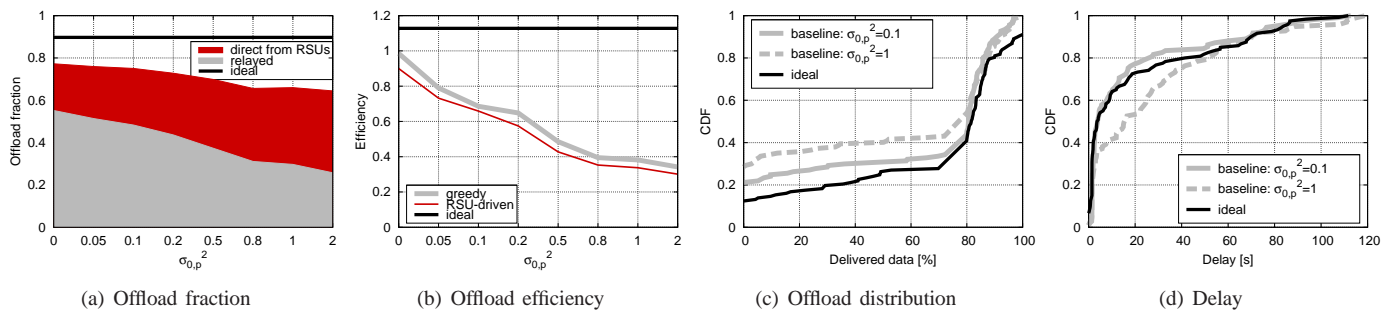 1
0.8
0.6
0.4
0.2
0
Offload fraction
direct from RSUs
relayed
ideal
0 0.05 0.1 0.2 0.5 0.8 1 2
σ0,p²
(a) Offload fraction
1.2
1
0.8
0.6
0.4
0.2
0
Efficiency
greedy
RSU-driven
ideal
0 0.05 0.1 0.2 0.5 0.8 1 2
σ0,p²
(b) Offload efficiency
1
0.8
0.6
0.4
0.2
0
CDF
baseline: σ0,p²=0.1
baseline: σ0,p²=1
ideal
0 20 40 60 80 100
Delivered data [%]
(c) Offload distribution
1
0.8
0.6
0.4
0.2
0
CDF
baseline: σ0,p²=0.1
baseline: σ0,p²=1
ideal
0 20 40 60 80 100 120
Delay [s]
(d) Delay